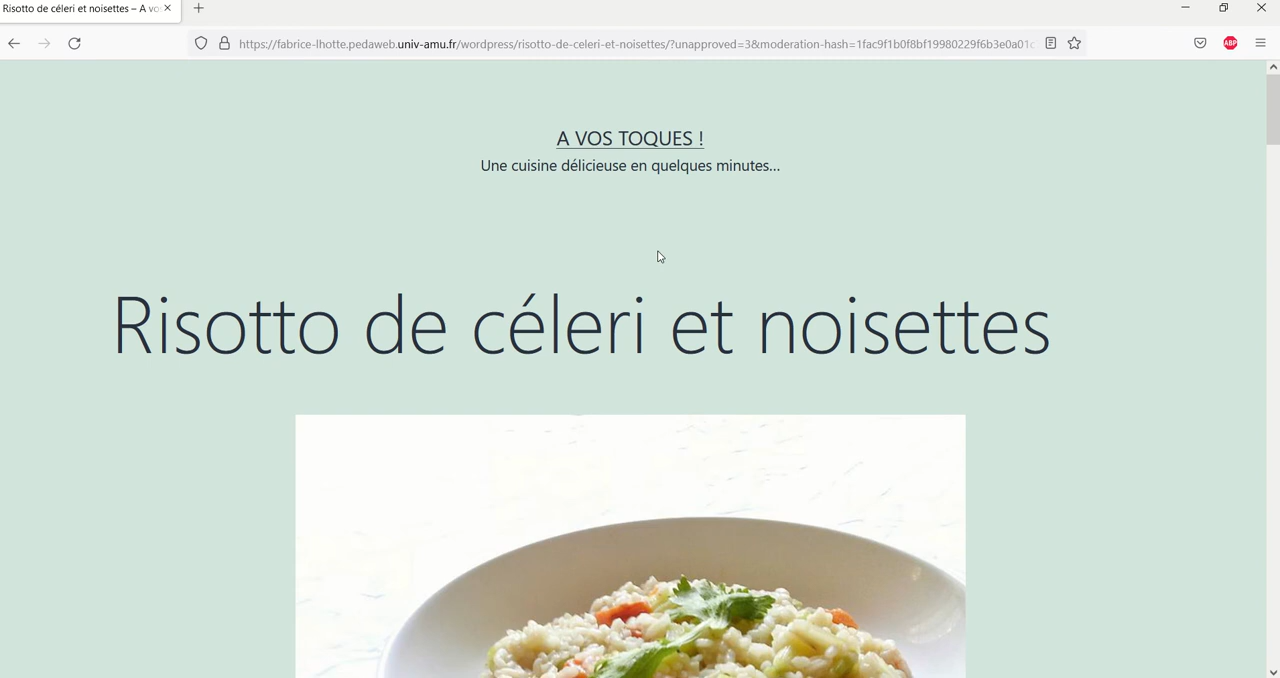 Risotto de céleri et noisettes – A vo
https://fabrice-lhotte.pedaweb.univ-amu.fr/wordpress/risotto-de-celeri-et-noisettes/?unapproved=3&moderation-hash=1fac9f1b0f8bf19980229f6b3e0a01c
ABP
A VOS TOQUES !
Une cuisine délicieuse en quelques minutes...
Risotto de céleri et noisettes